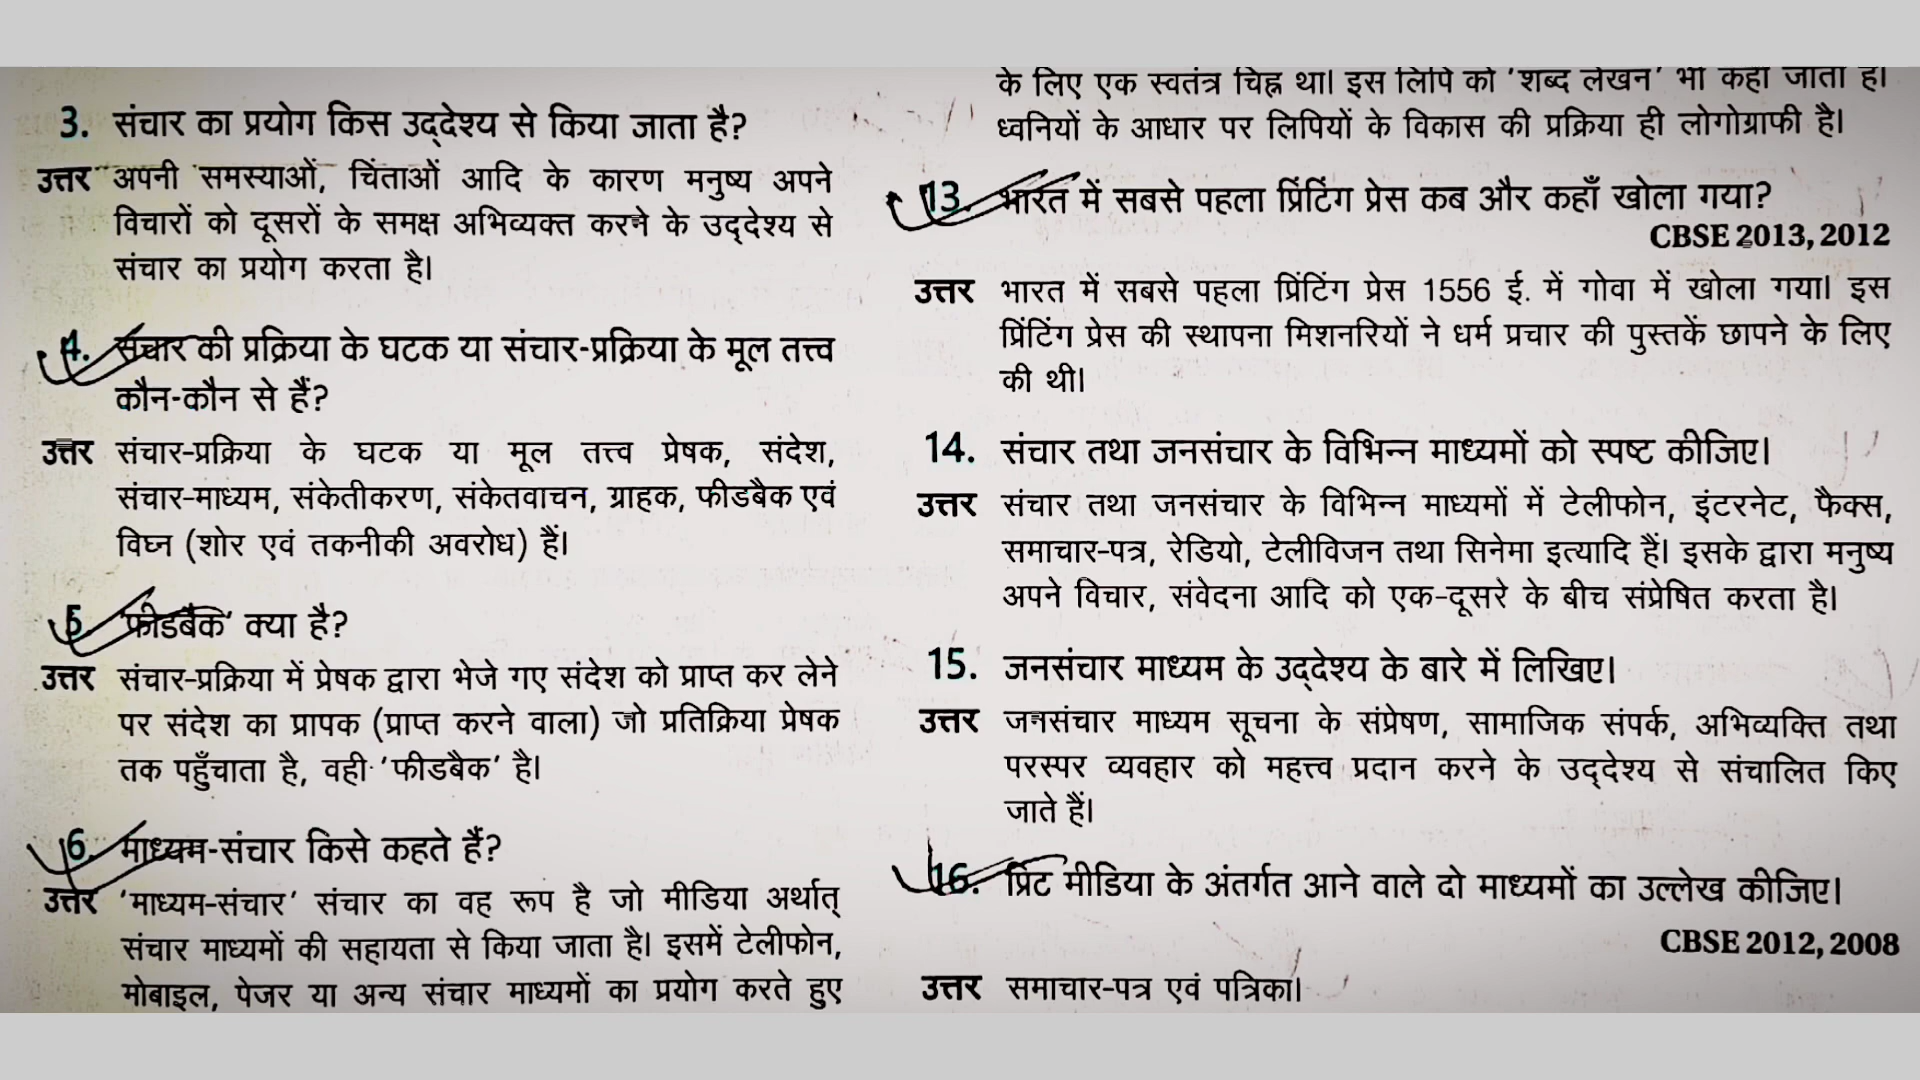 3. संचार का प्रयोग किस उद्देश्य से किया जाता है?
उत्तर अपनी समस्याओं, चिंताओं आदि के कारण मनुष्य अपने
विचारों को दूसरों के समक्ष अभिव्यक्त करने के उद्देश्य से
संचार का प्रयोग करता है।
4. संचार की प्रक्रिया के घटक या संचार-प्रक्रिया के मूल तत्त्व
कौन-कौन से हैं?
उत्तर संचार-प्रक्रिया के घटक या मूल तत्त्व प्रेषक, संदेश,
संचार-माध्यम, संकेतीकरण, संकेतवाचन, ग्राहक, फीडबैक एवं
विघ्न (शोर एवं तकनीकी अवरोध) हैं।
5. 'फीडबैक' क्या है?
उत्तर संचार-प्रक्रिया में प्रेषक द्वारा भेजे गए संदेश को प्राप्त कर लेने
पर संदेश का प्रापक (प्राप्त करने वाला) जो प्रतिक्रिया प्रेषक
तक पहुँचाता है, वही 'फीडबैक' है।
6. माध्यम-संचार किसे कहते हैं?
उत्तर 'माध्यम-संचार' संचार का वह रूप है जो मीडिया अर्थात्
संचार माध्यमों की सहायता से किया जाता है। इसमें टेलीफोन,
मोबाइल, पेजर या अन्य संचार माध्यमों का प्रयोग करते हुए
के लिए एक स्वतंत्र चिह्न था। इस लिपि को 'शब्द लेखन' भी कहा जाता है।
ध्वनियों के आधार पर लिपियों के विकास की प्रक्रिया ही लोगोग्राफी है।
13. भारत में सबसे पहला प्रिंटिंग प्रेस कब और कहाँ खोला गया?
CBSE 2013, 2012
उत्तर भारत में सबसे पहला प्रिंटिंग प्रेस 1556 ई. में गोवा में खोला गया। इस
प्रिंटिंग प्रेस की स्थापना मिशनरियों ने धर्म प्रचार की पुस्तकें छापने के लिए
की थी।
14. संचार तथा जनसंचार के विभिन्न माध्यमों को स्पष्ट कीजिए।
उत्तर संचार तथा जनसंचार के विभिन्न माध्यमों में टेलीफोन, इंटरनेट, फैक्स,
समाचार-पत्र, रेडियो, टेलीविजन तथा सिनेमा इत्यादि हैं। इसके द्वारा मनुष्य
अपने विचार, संवेदना आदि को एक-दूसरे के बीच संप्रेषित करता है।
15. जनसंचार माध्यम के उद्देश्य के बारे में लिखिए।
उत्तर जनसंचार माध्यम सूचना के संप्रेषण, सामाजिक संपर्क, अभिव्यक्ति तथा
परस्पर व्यवहार को महत्त्व प्रदान करने के उद्देश्य से संचालित किए
जाते हैं।
16. प्रिंट मीडिया के अंतर्गत आने वाले दो माध्यमों का उल्लेख कीजिए।
CBSE 2012, 2008
उत्तर समाचार-पत्र एवं पत्रिका।